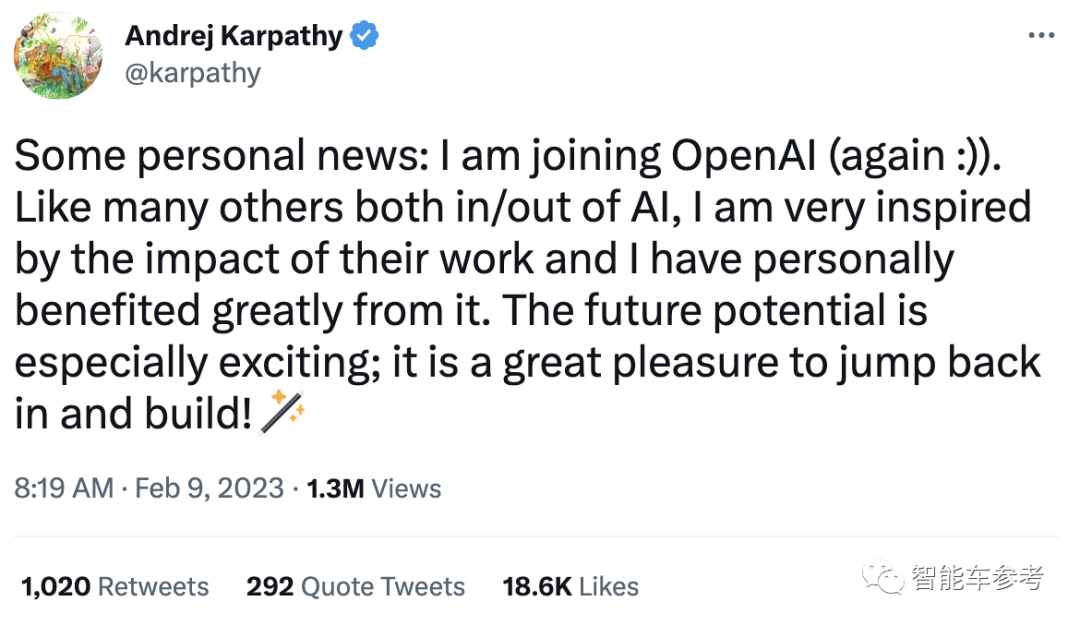 Andrej Karpathy
@karpathy
Some personal news: I am joining OpenAI (again :)).
Like many others both in/out of AI, I am very inspired
by the impact of their work and I have personally
benefited greatly from it. The future potential is
especially exciting; it is a great pleasure to jump back
in and build! 🪄
8:19 AM · Feb 9, 2023 · 1.3M Views
1,020 Retweets 292 Quote Tweets 18.6K Likes
智能车参考